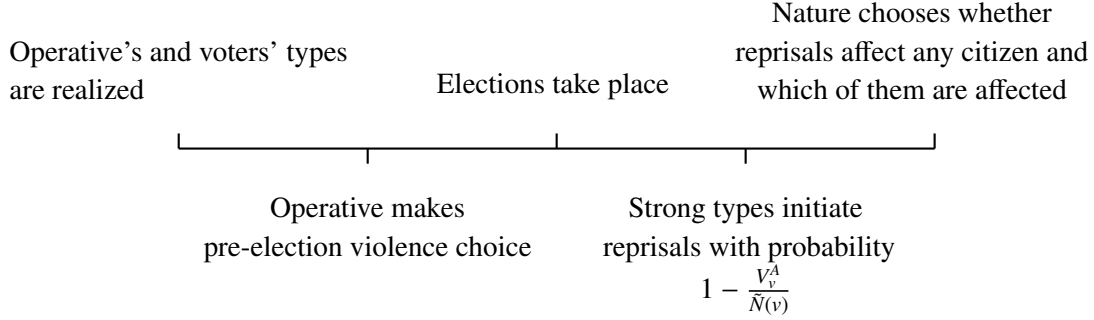 Operative’s and voters’ types
are realized
Elections take place
Nature chooses whether
reprisals affect any citizen and
which of them are affected
Operative makes
pre-election violence choice
Strong types initiate
reprisals with probability
1 − V_v^A / Ñ(v)